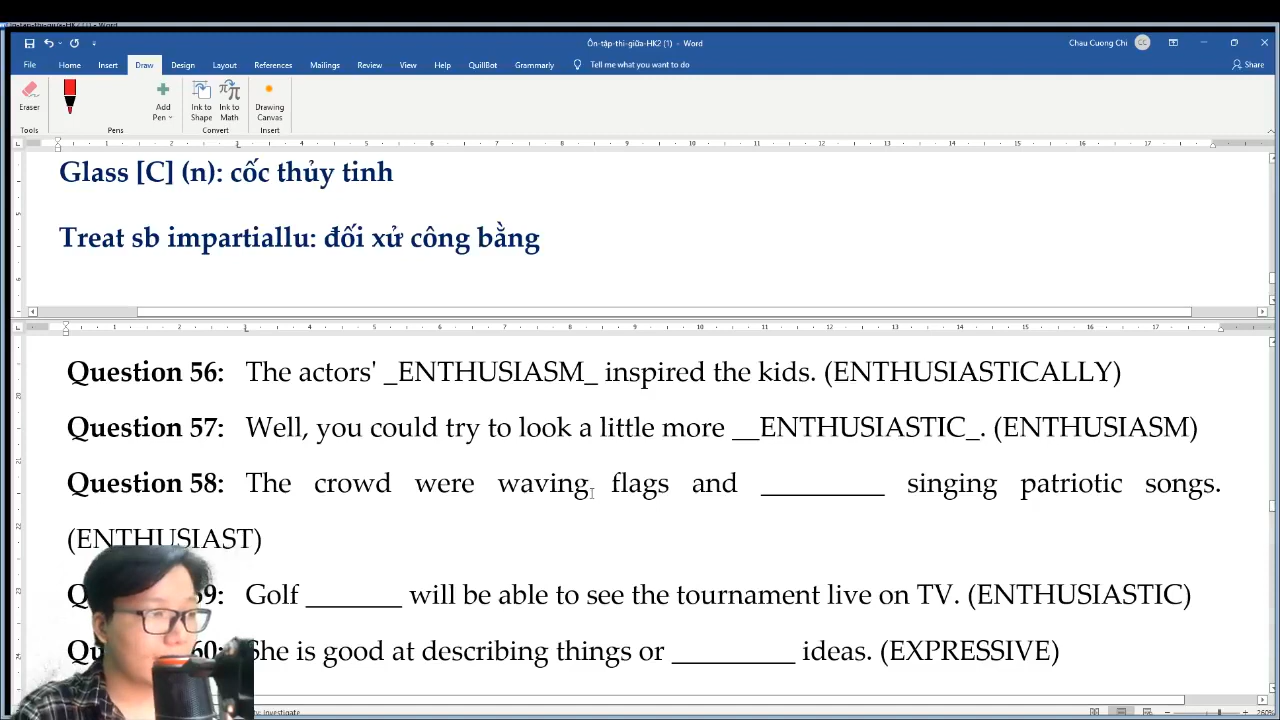 Ôn-tập-thi-giữa-HK2 (1) - Word
Chau Cuong Chi CC
File Home Insert Draw Design Layout References Mailings Review View Help QuillBot Grammarly Tell me what you want to do Share
Eraser
Add Pen
Ink to Shape
Ink to Math
Drawing Canvas
Tools Pens Convert Insert
Glass [C] (n): cốc thủy tinh
Treat sb impartiallu: đối xử công bằng
Question 56: The actors' _ENTHUSIASM_ inspired the kids. (ENTHUSIASTICALLY)
Question 57: Well, you could try to look a little more __ENTHUSIASTIC_. (ENTHUSIASM)
Question 58: The crowd were waving flags and _________ singing patriotic songs.
(ENTHUSIAST)
59: Golf _______ will be able to see the tournament live on TV. (ENTHUSIASTIC)
60: She is good at describing things or _________ ideas. (EXPRESSIVE)
260%